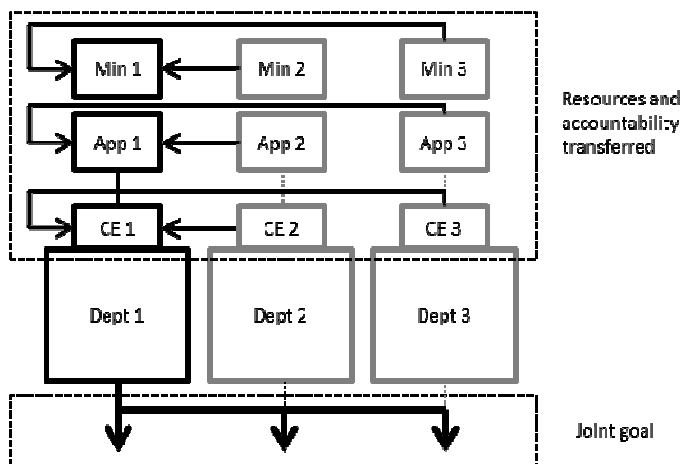 Min 1 Min 2 Min 3
App 1 App 2 App 3
CE 1 CE 2 CE 3
Dept 1 Dept 2 Dept 3
Resources and
accountability
transferred
Joint goal